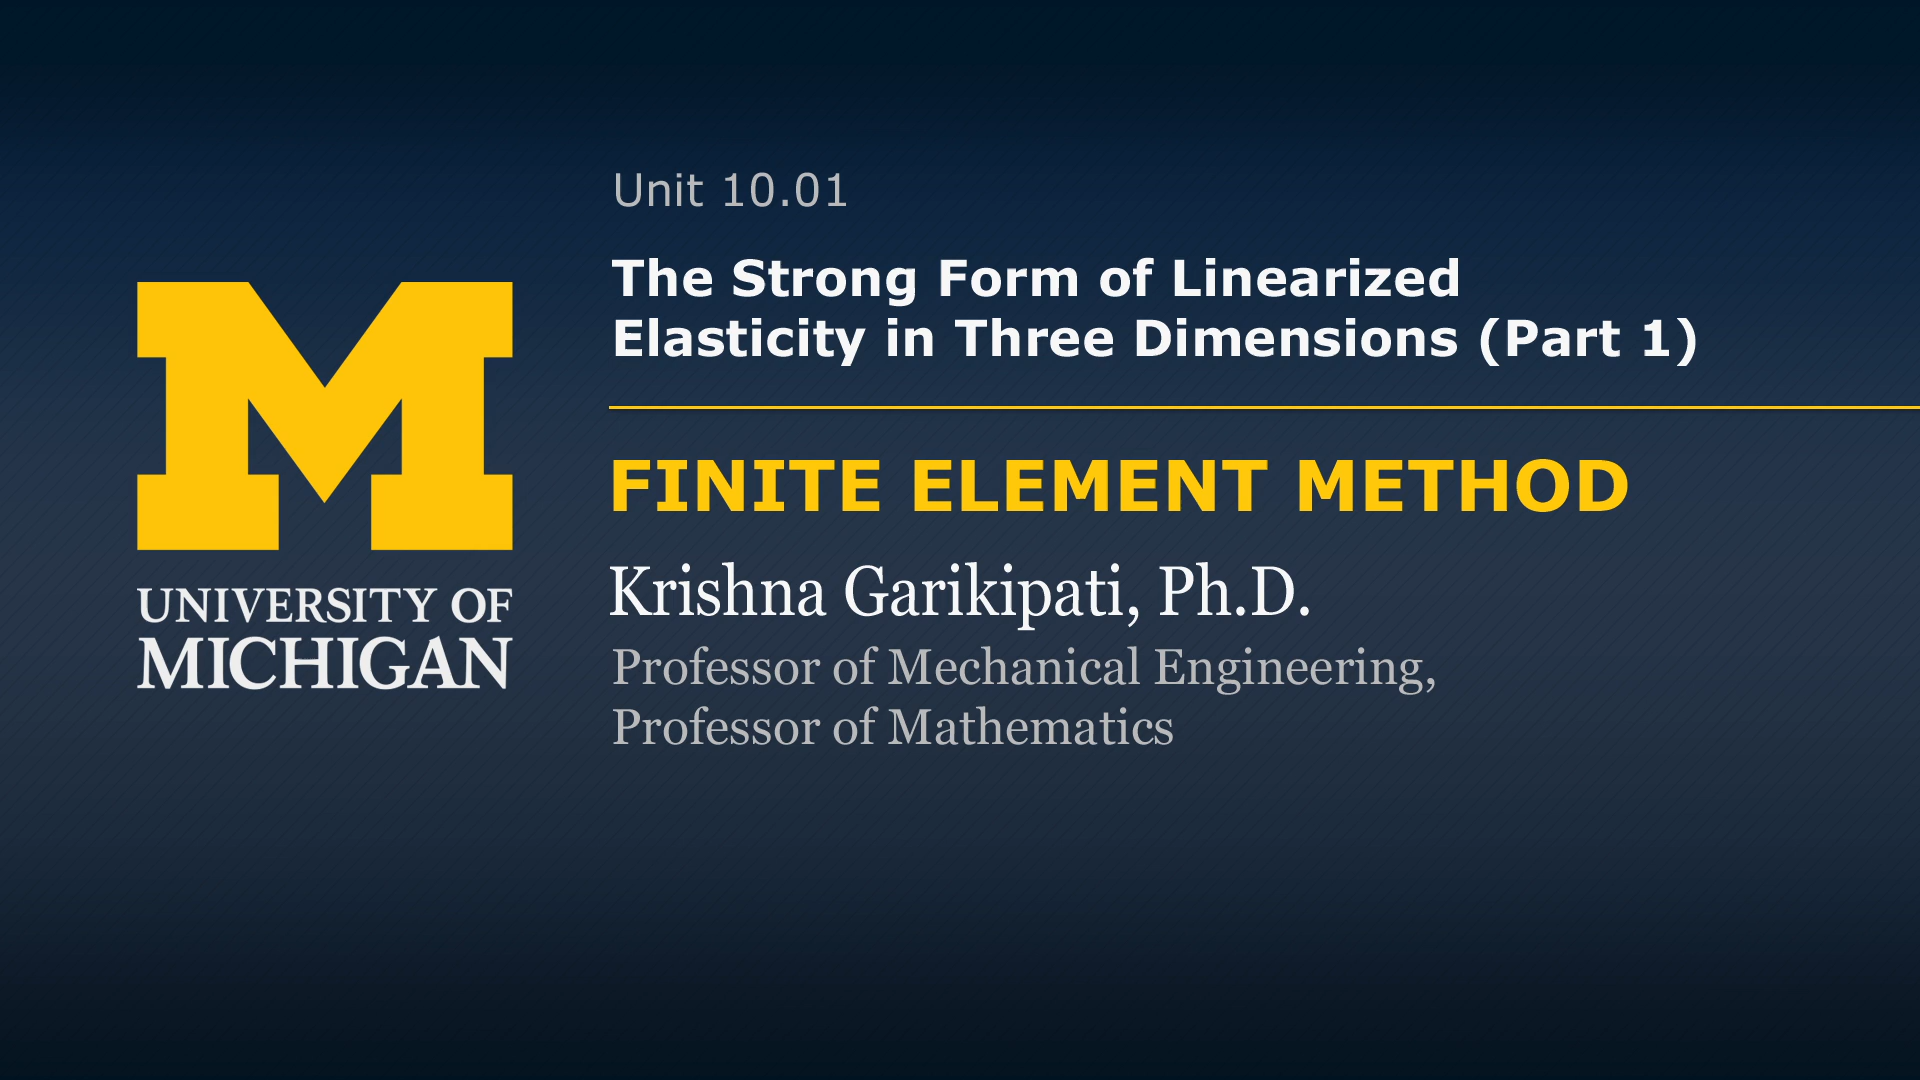 Unit 10.01
The Strong Form of Linearized
Elasticity in Three Dimensions (Part 1)
FINITE ELEMENT METHOD
Krishna Garikipati, Ph.D.
Professor of Mechanical Engineering,
Professor of Mathematics
M
UNIVERSITY OF
MICHIGAN